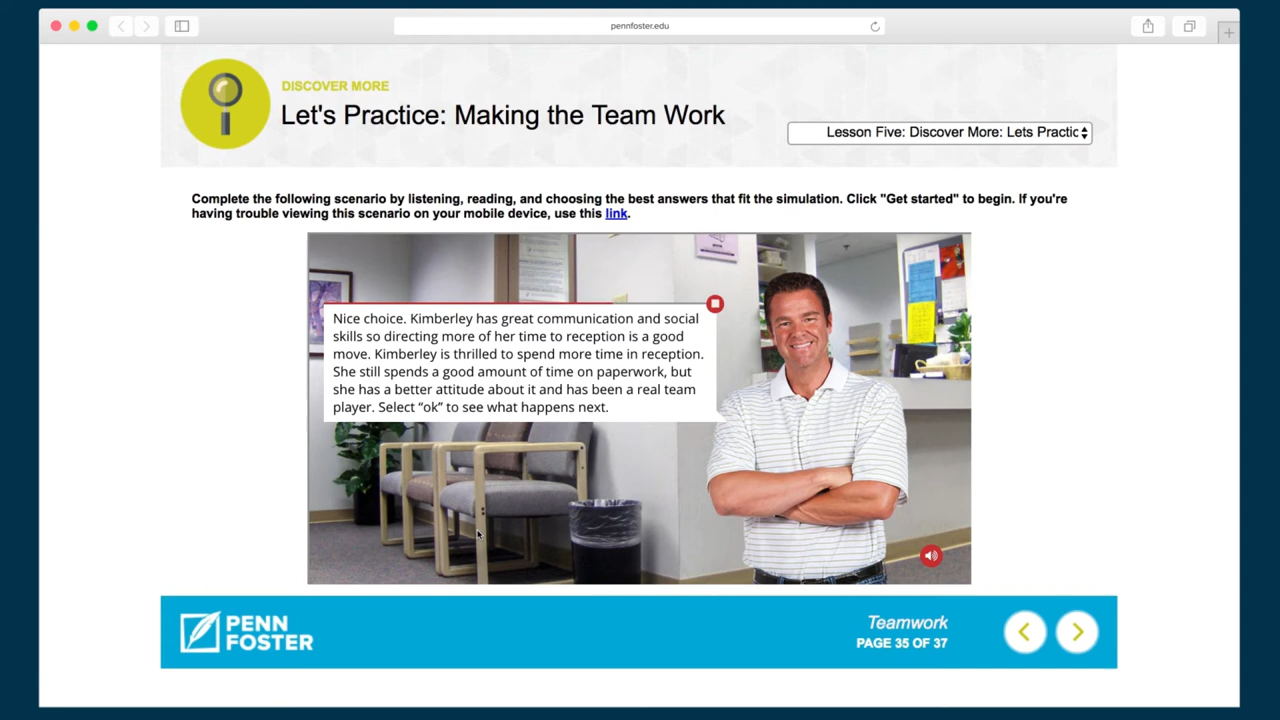 pennfoster.edu
DISCOVER MORE
Let's Practice: Making the Team Work
Lesson Five: Discover More: Lets Practic
Complete the following scenario by listening, reading, and choosing the best answers that fit the simulation. Click "Get started" to begin. If you're
having trouble viewing this scenario on your mobile device, use this link.
Nice choice. Kimberley has great communication and social
skills so directing more of her time to reception is a good
move. Kimberley is thrilled to spend more time in reception.
She still spends a good amount of time on paperwork, but
she has a better attitude about it and has been a real team
player. Select “ok” to see what happens next.
PENN
FOSTER
Teamwork
PAGE 35 OF 37